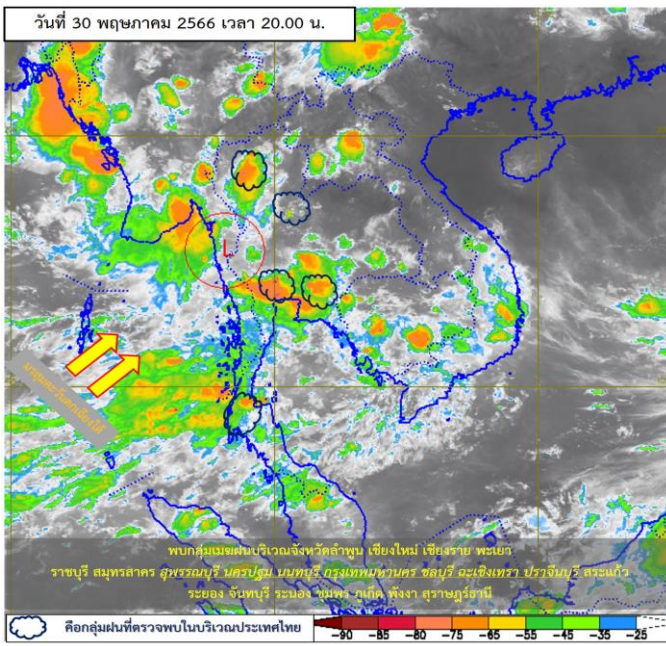 วันที่ 30 พฤษภาคม 2566 เวลา 20.00 น.
L
มรสุมตะวันตกเฉียงใต้
พบกลุ่มเมฆฝนบริเวณจังหวัดลำพูน เชียงใหม่ เชียงราย พะเยา
ราชบุรี สมุทรสาคร สุพรรณบุรี นครปฐม นนทบุรี กรุงเทพมหานคร ชลบุรี ฉะเชิงเทรา ปราจีนบุรี สระแก้ว
ระยอง จันทบุรี ระนอง ชุมพร ภูเก็ต พังงา สุราษฎร์ธานี
คือกลุ่มฝนที่ตรวจพบในบริเวณประเทศไทย
-90 -85 -80 -75 -65 -55 -45 -35 -25